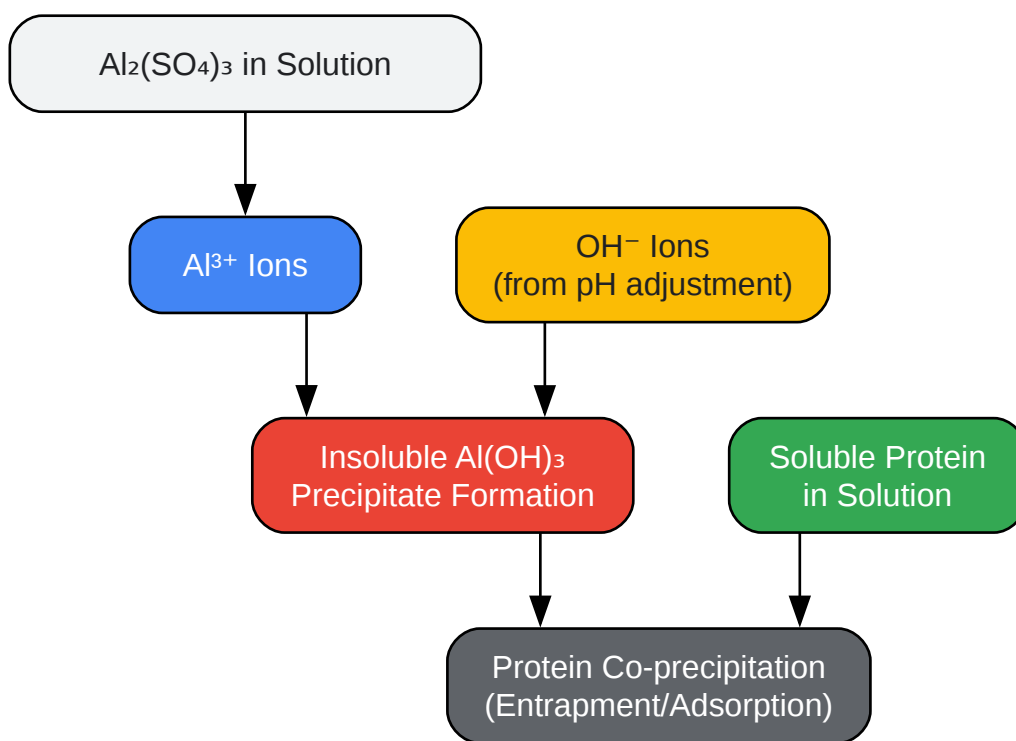 Al₂(SO₄)₃ in Solution
Al³⁺ Ions
OH⁻ Ions
(from pH adjustment)
Insoluble Al(OH)₃
Precipitate Formation
Soluble Protein
in Solution
Protein Co-precipitation
(Entrapment/Adsorption)